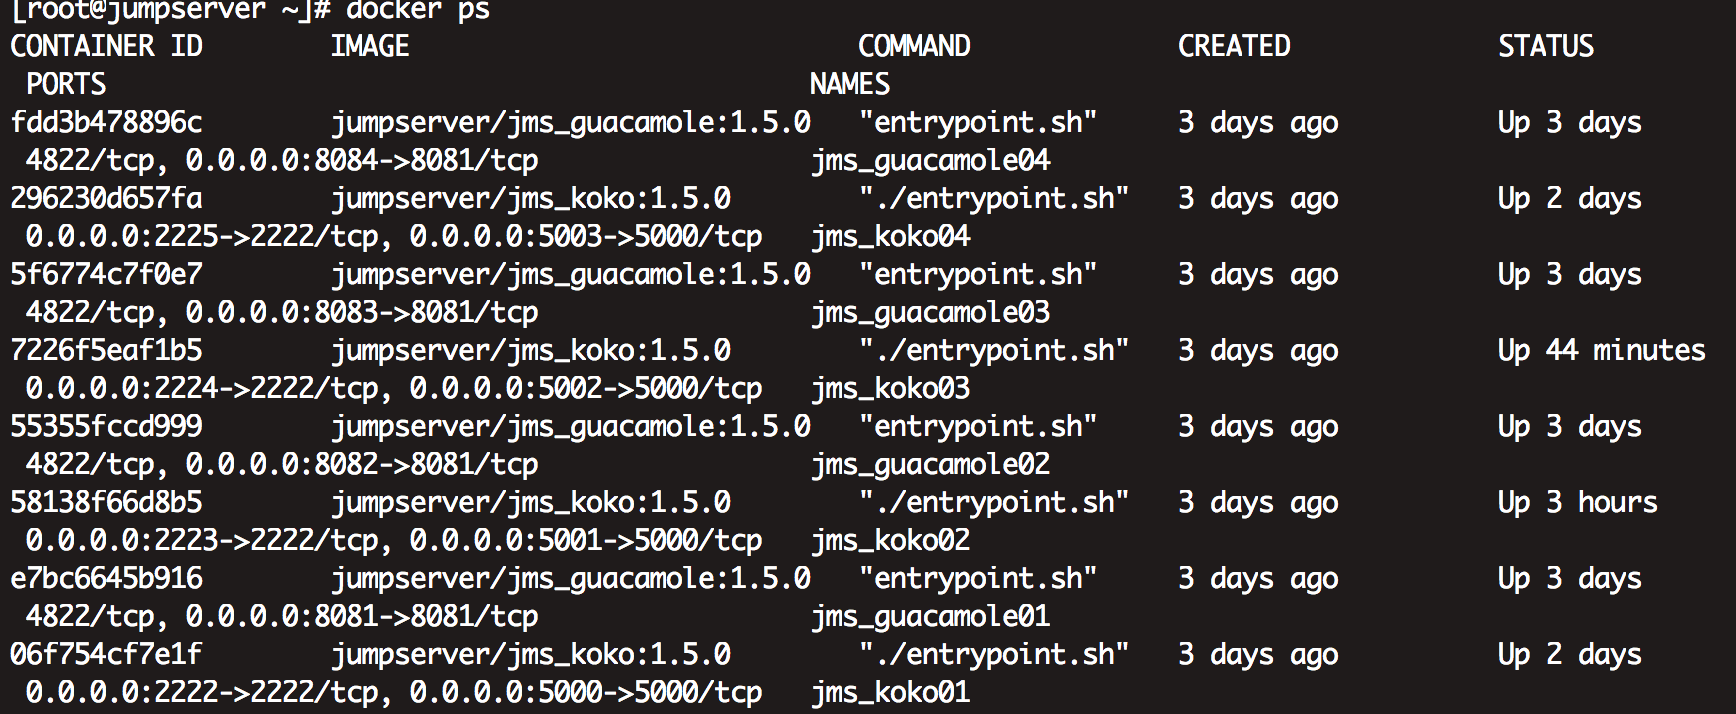 [root@jumpserver ~]# docker ps
CONTAINER ID        IMAGE                            COMMAND             CREATED             STATUS
 PORTS                                            NAMES
fdd3b478896c        jumpserver/jms_guacamole:1.5.0   "entrypoint.sh"     3 days ago          Up 3 days
 4822/tcp, 0.0.0.0:8084->8081/tcp                 jms_guacamole04
296230d657fa        jumpserver/jms_koko:1.5.0        "./entrypoint.sh"   3 days ago          Up 2 days
 0.0.0.0:2225->2222/tcp, 0.0.0.0:5003->5000/tcp   jms_koko04
5f6774c7f0e7        jumpserver/jms_guacamole:1.5.0   "entrypoint.sh"     3 days ago          Up 3 days
 4822/tcp, 0.0.0.0:8083->8081/tcp                 jms_guacamole03
7226f5eaf1b5        jumpserver/jms_koko:1.5.0        "./entrypoint.sh"   3 days ago          Up 44 minutes
 0.0.0.0:2224->2222/tcp, 0.0.0.0:5002->5000/tcp   jms_koko03
55355fccd999        jumpserver/jms_guacamole:1.5.0   "entrypoint.sh"     3 days ago          Up 3 days
 4822/tcp, 0.0.0.0:8082->8081/tcp                 jms_guacamole02
58138f66d8b5        jumpserver/jms_koko:1.5.0        "./entrypoint.sh"   3 days ago          Up 3 hours
 0.0.0.0:2223->2222/tcp, 0.0.0.0:5001->5000/tcp   jms_koko02
e7bc6645b916        jumpserver/jms_guacamole:1.5.0   "entrypoint.sh"     3 days ago          Up 3 days
 4822/tcp, 0.0.0.0:8081->8081/tcp                 jms_guacamole01
06f754cf7e1f        jumpserver/jms_koko:1.5.0        "./entrypoint.sh"   3 days ago          Up 2 days
 0.0.0.0:2222->2222/tcp, 0.0.0.0:5000->5000/tcp   jms_koko01